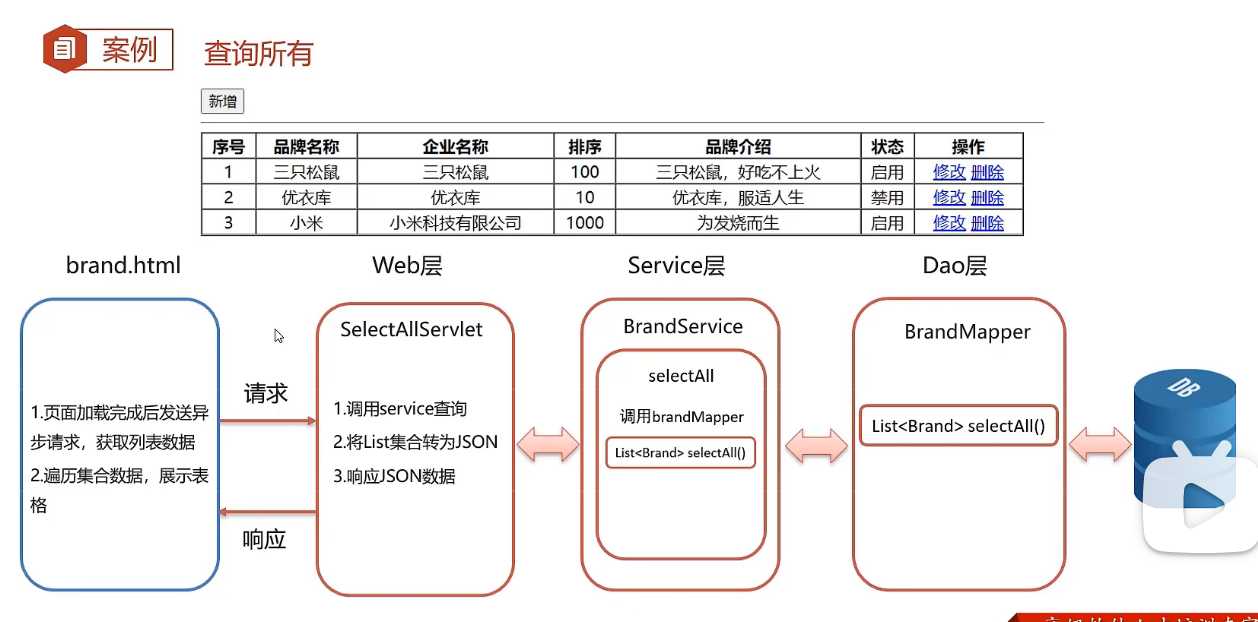 案例
查询所有
新增
序号 品牌名称 企业名称 排序 品牌介绍 状态 操作
1 三只松鼠 三只松鼠 100 三只松鼠，好吃不上火 启用 修改 删除
2 优衣库 优衣库 10 优衣库，服适人生 禁用 修改 删除
3 小米 小米科技有限公司 1000 为发烧而生 启用 修改 删除
brand.html
Web层
Service层
Dao层
1.页面加载完成后发送异
步请求，获取列表数据
2.遍历集合数据，展示表
格
请求
响应
SelectAllServlet
1.调用service查询
2.将List集合转为JSON
3.响应JSON数据
BrandService
selectAll
调用brandMapper
List<Brand> selectAll()
BrandMapper
List<Brand> selectAll()
DB